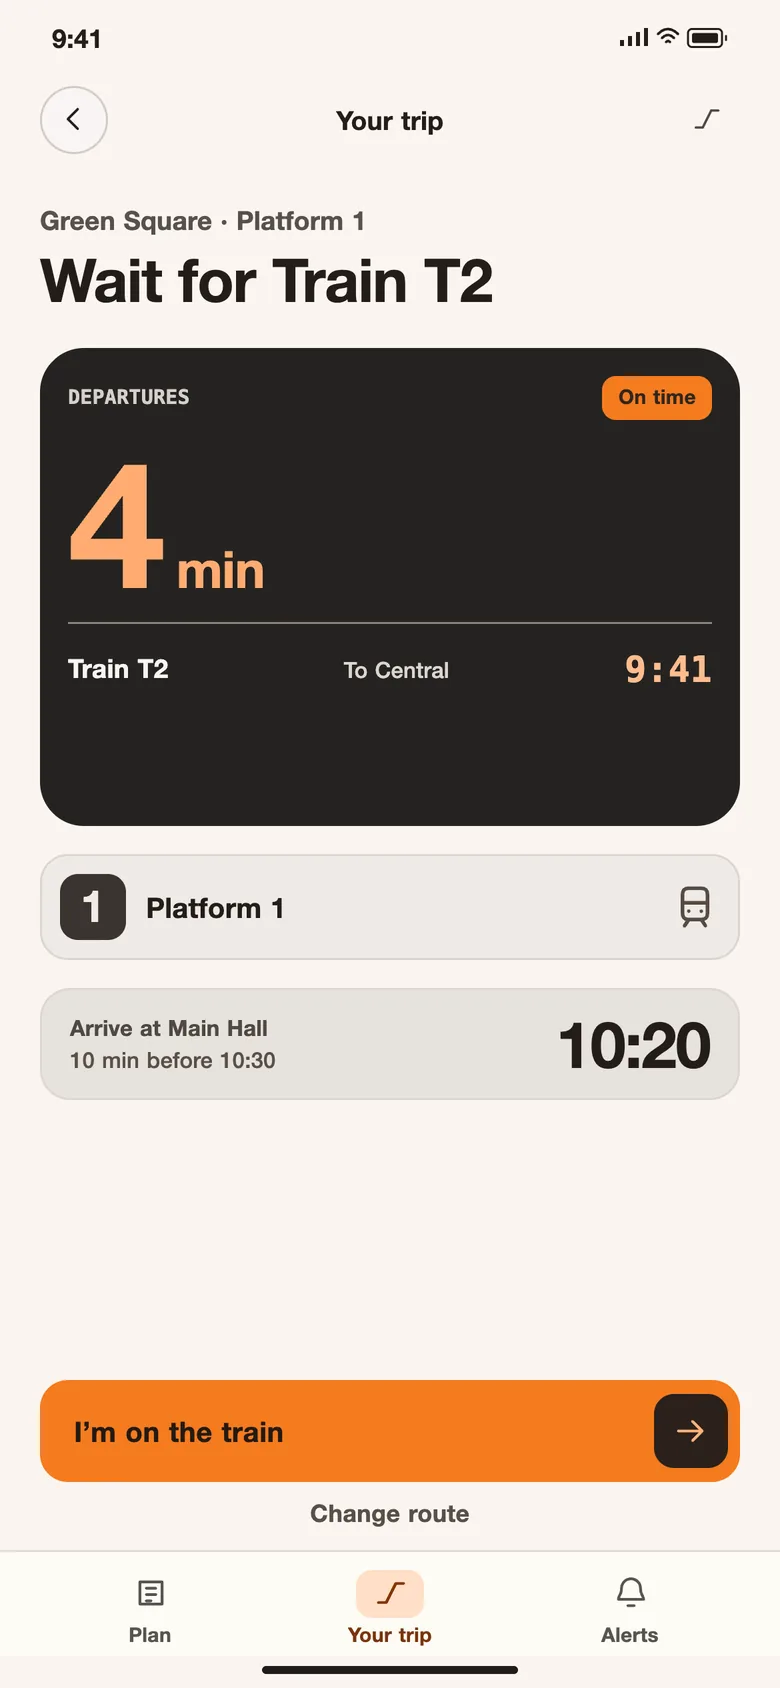 9:41
Your trip
Green Square · Platform 1
Wait for Train T2
DEPARTURES
On time
4 min
Train T2
To Central
9:41
1
Platform 1
Arrive at Main Hall
10 min before 10:30
10:20
I’m on the train
Change route
Plan
Your trip
Alerts